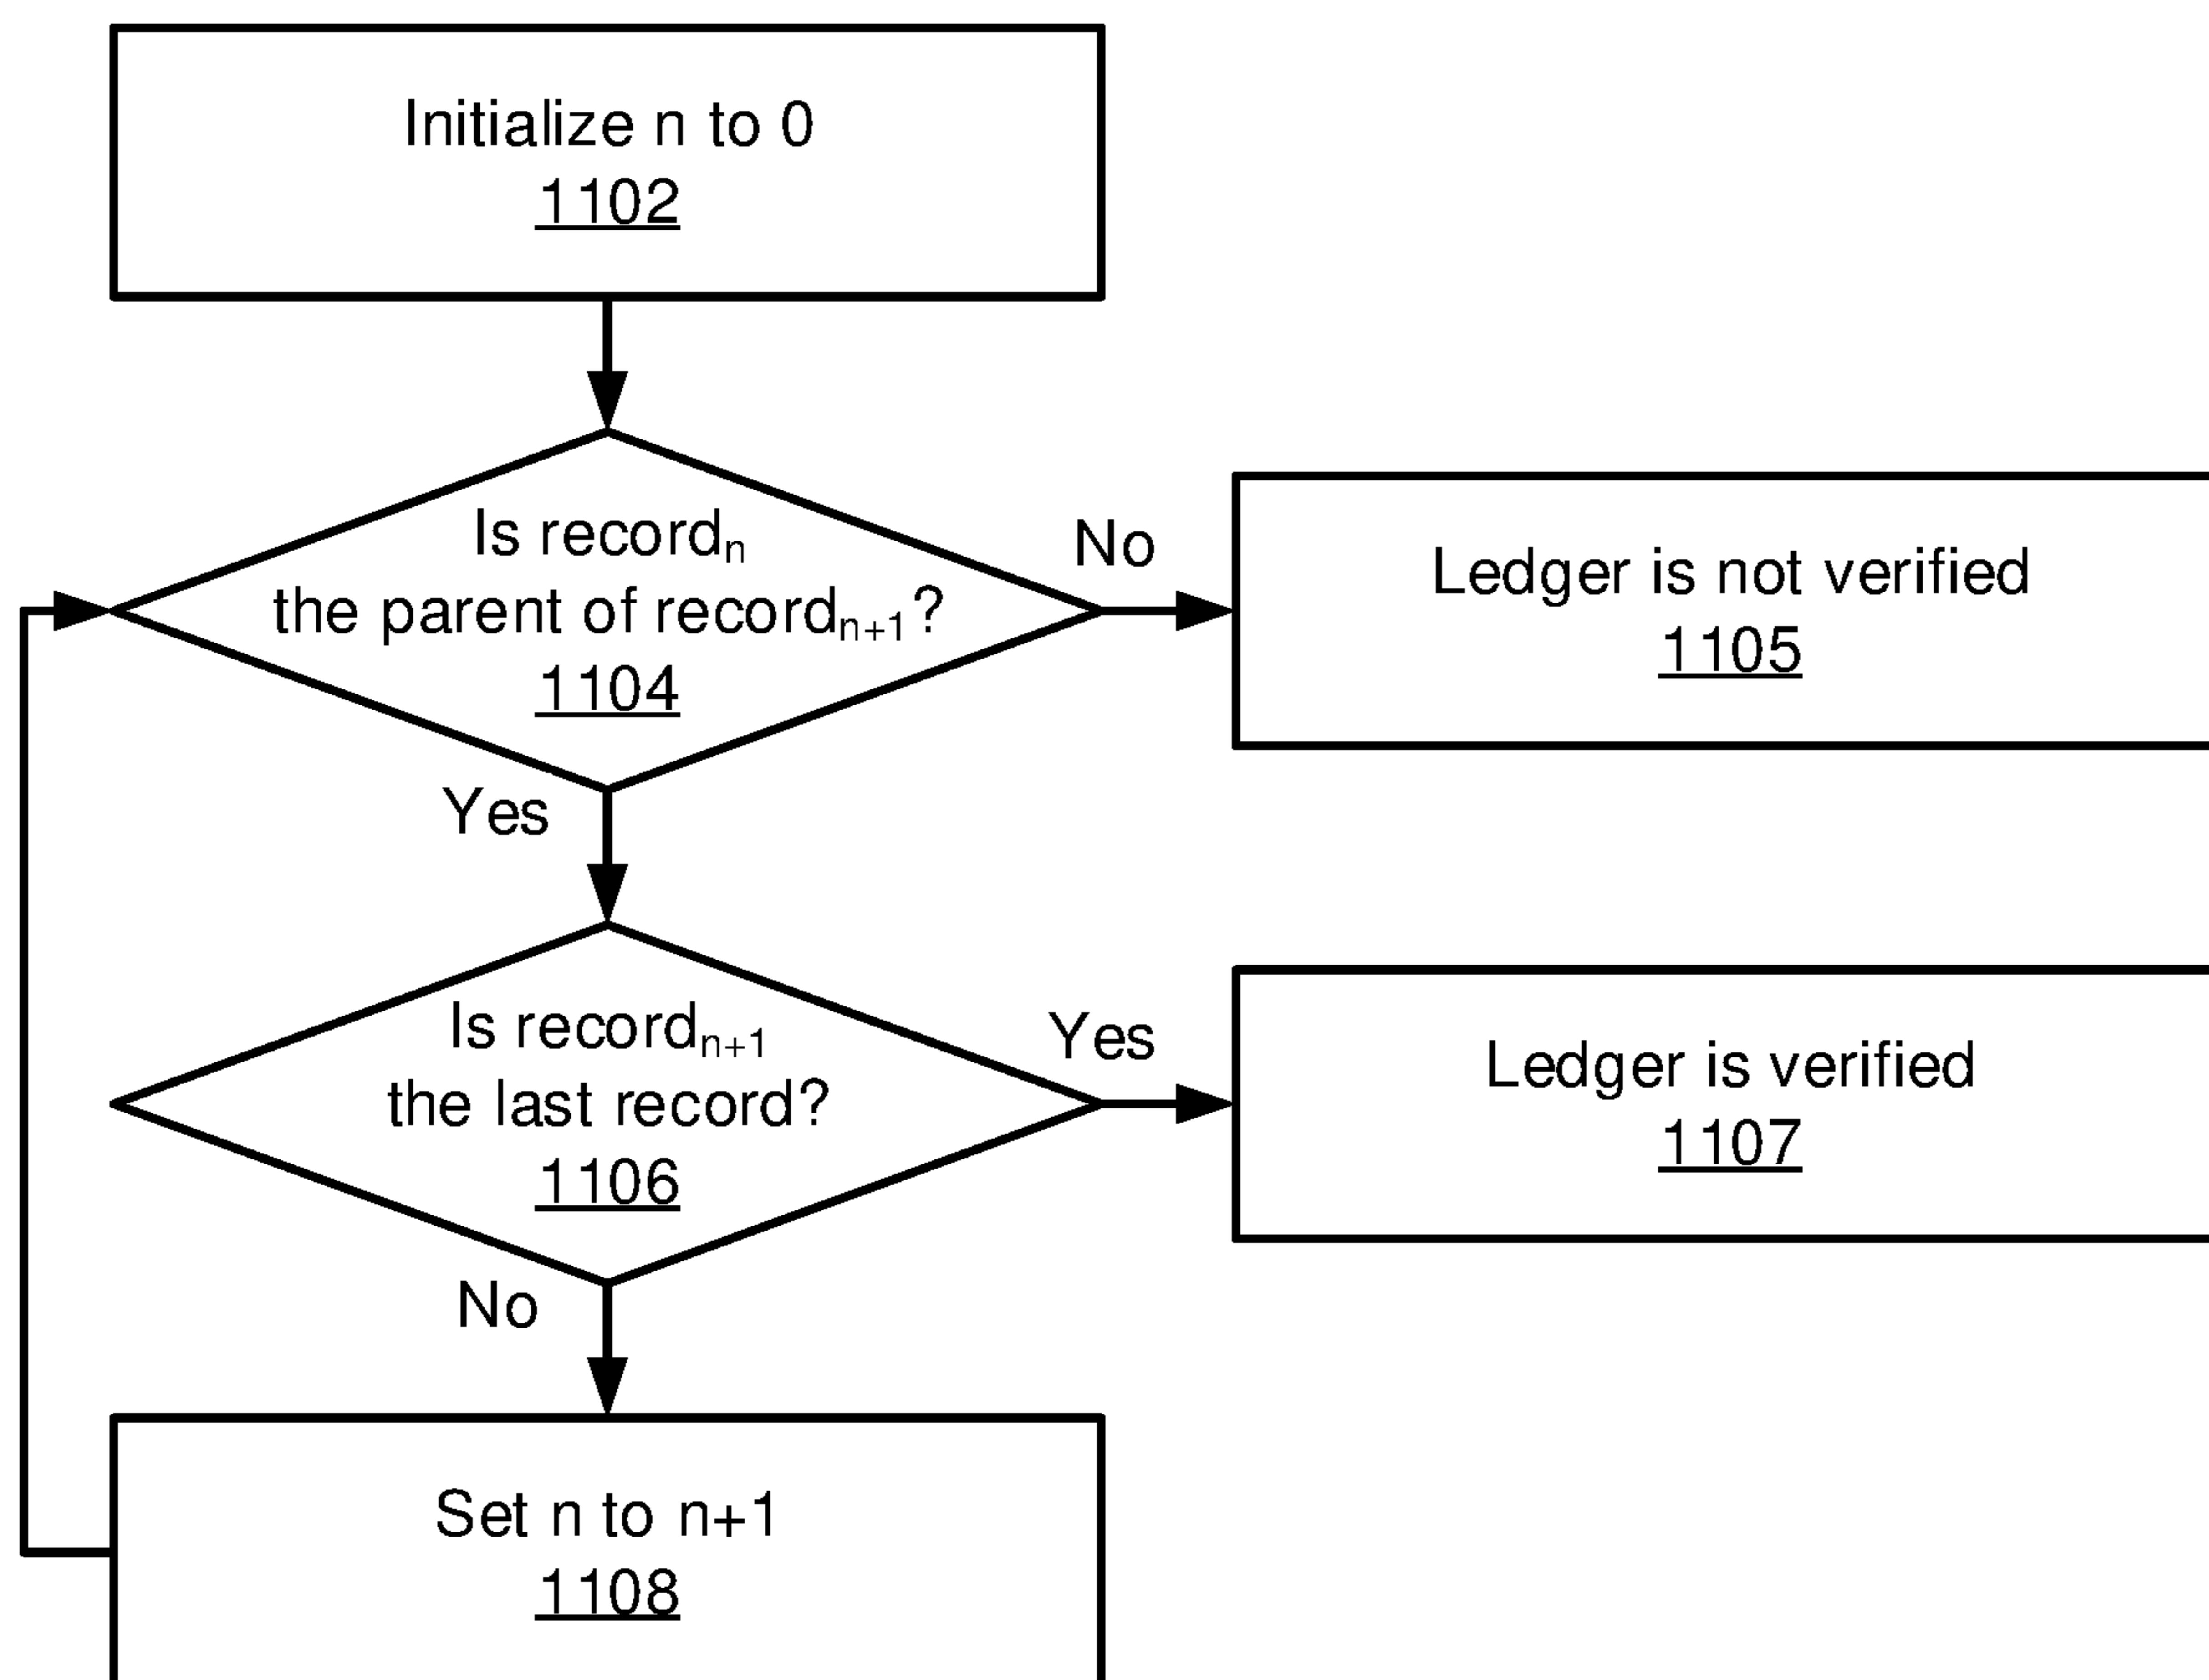 Initialize n to 0
1102
Is recordₙ
the parent of recordₙ₊₁?
1104
No
Ledger is not verified
1105
Yes
Is recordₙ₊₁
the last record?
1106
Yes
Ledger is verified
1107
No
Set n to n+1
1108